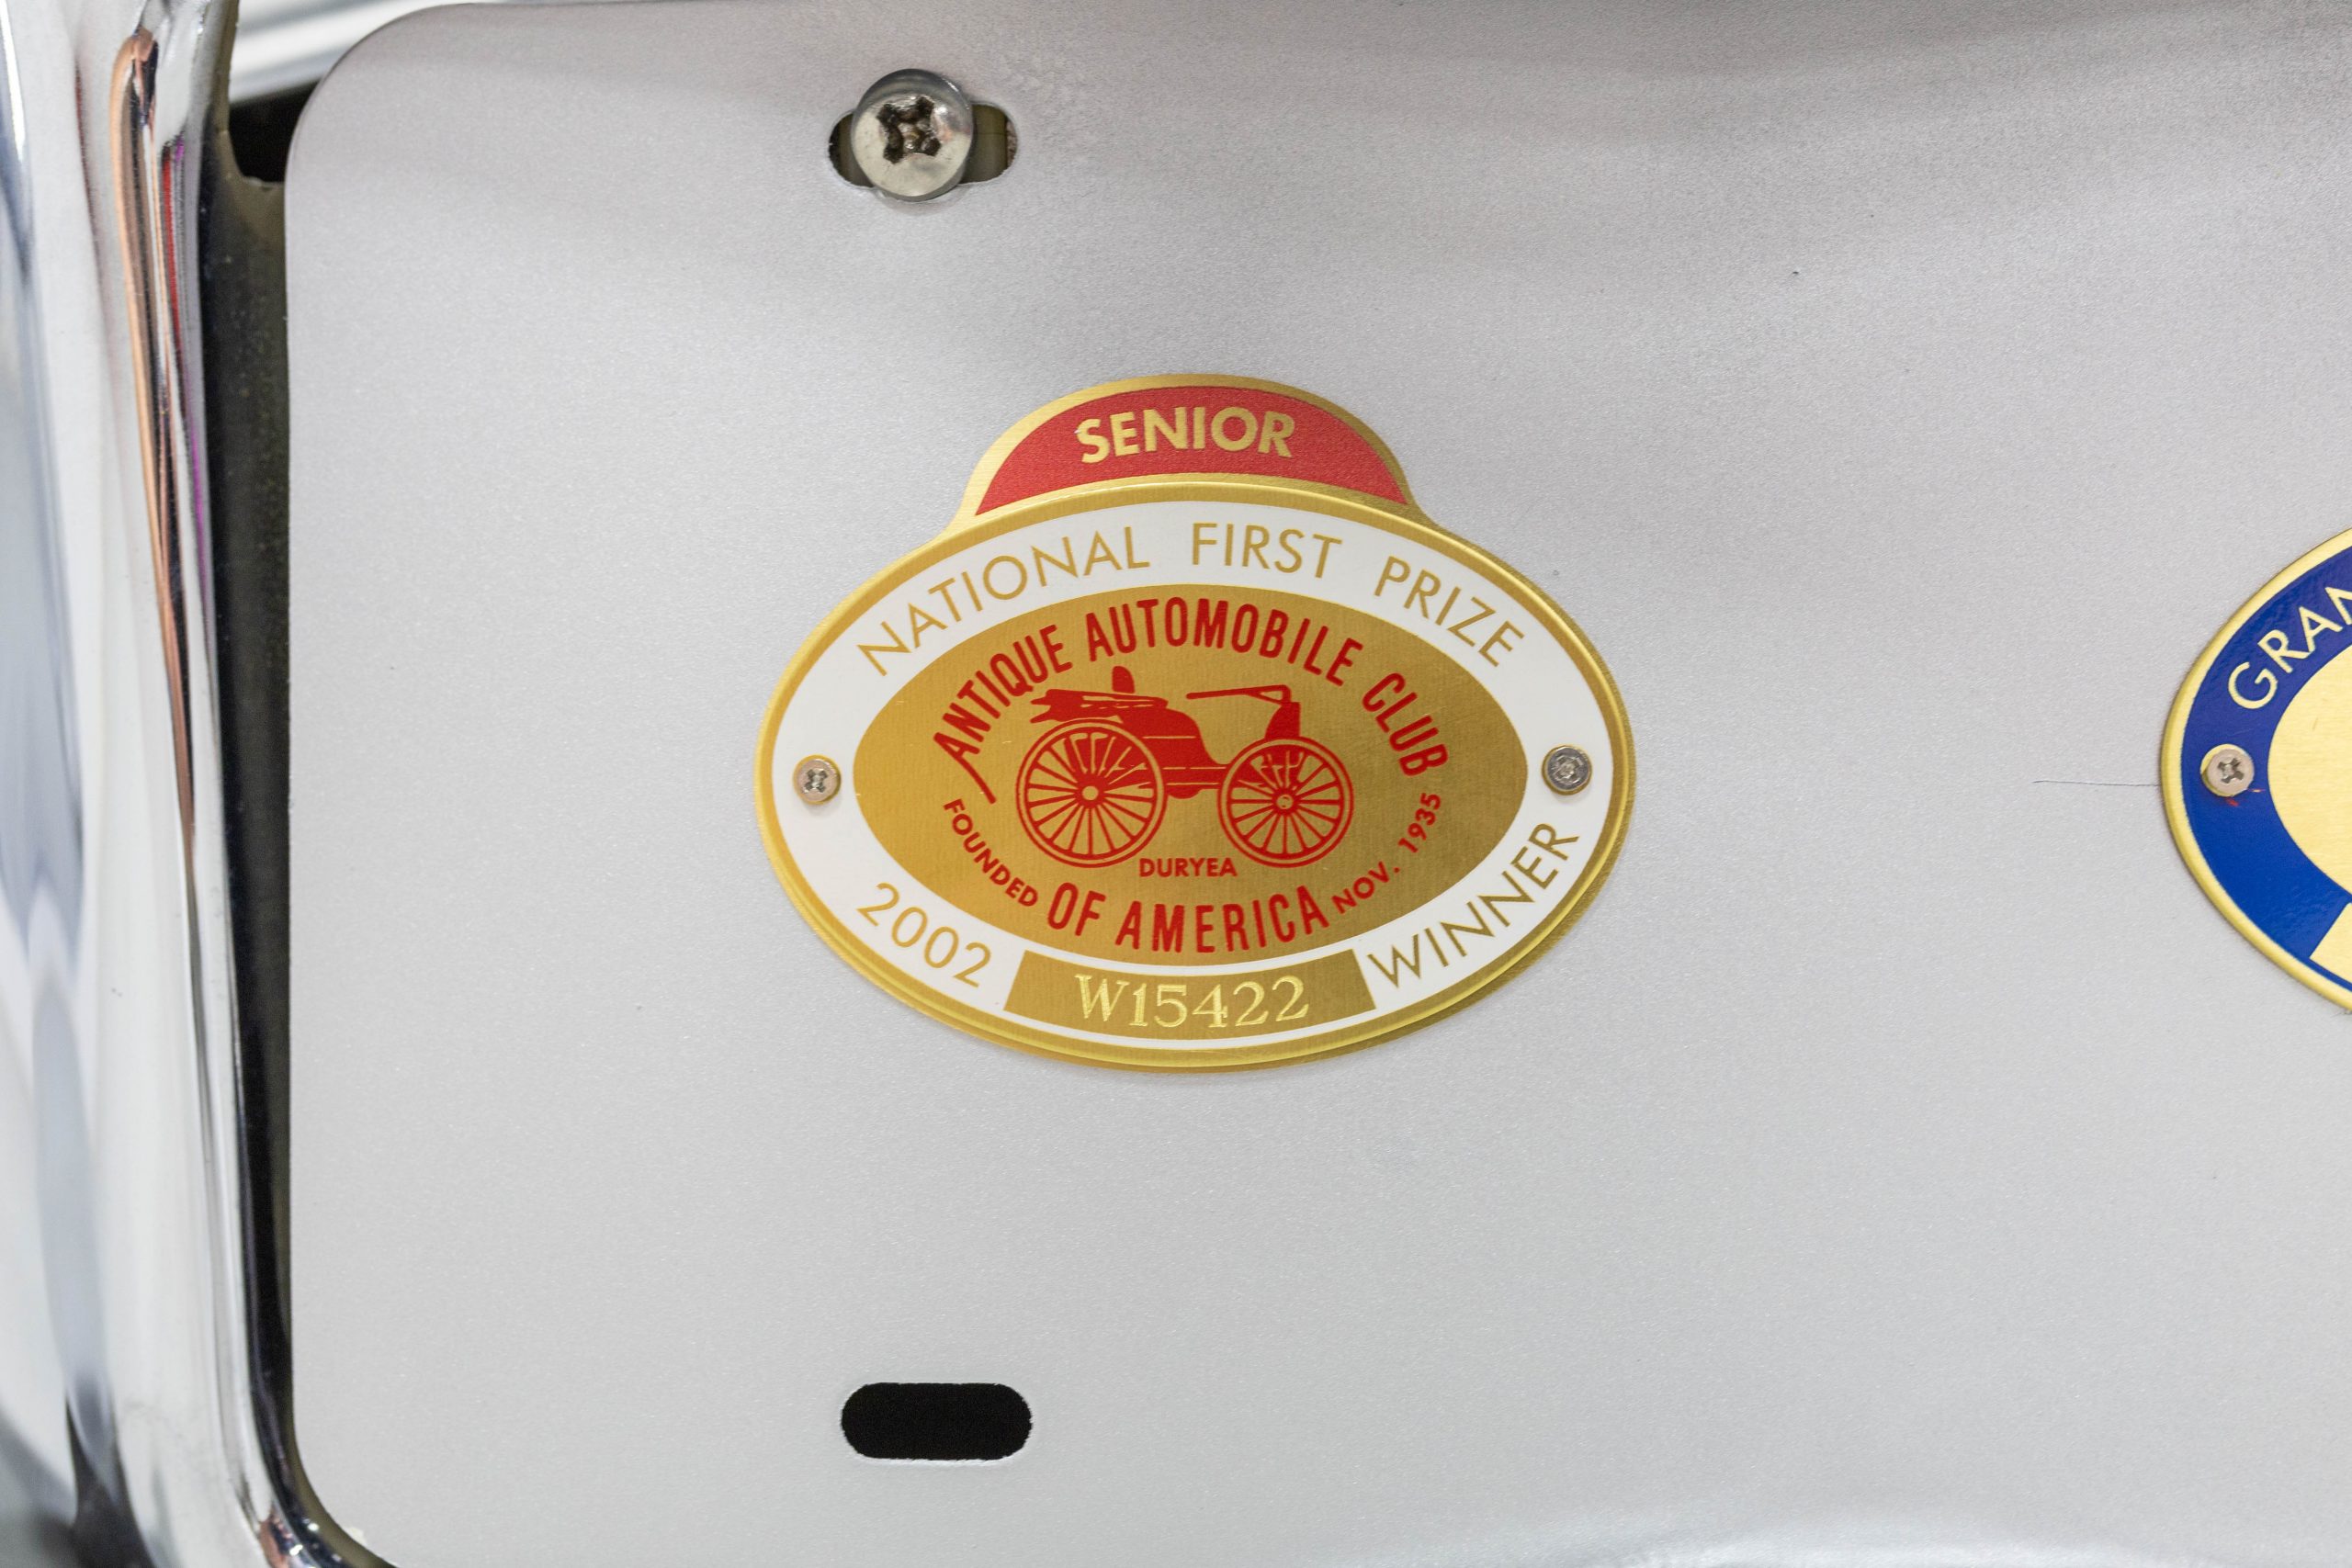 SENIOR
NATIONAL FIRST PRIZE
ANTIQUE AUTOMOBILE CLUB
DURYEA
FOUNDED
OF AMERICA
NOV. 1935
2002
W15422
WINNER